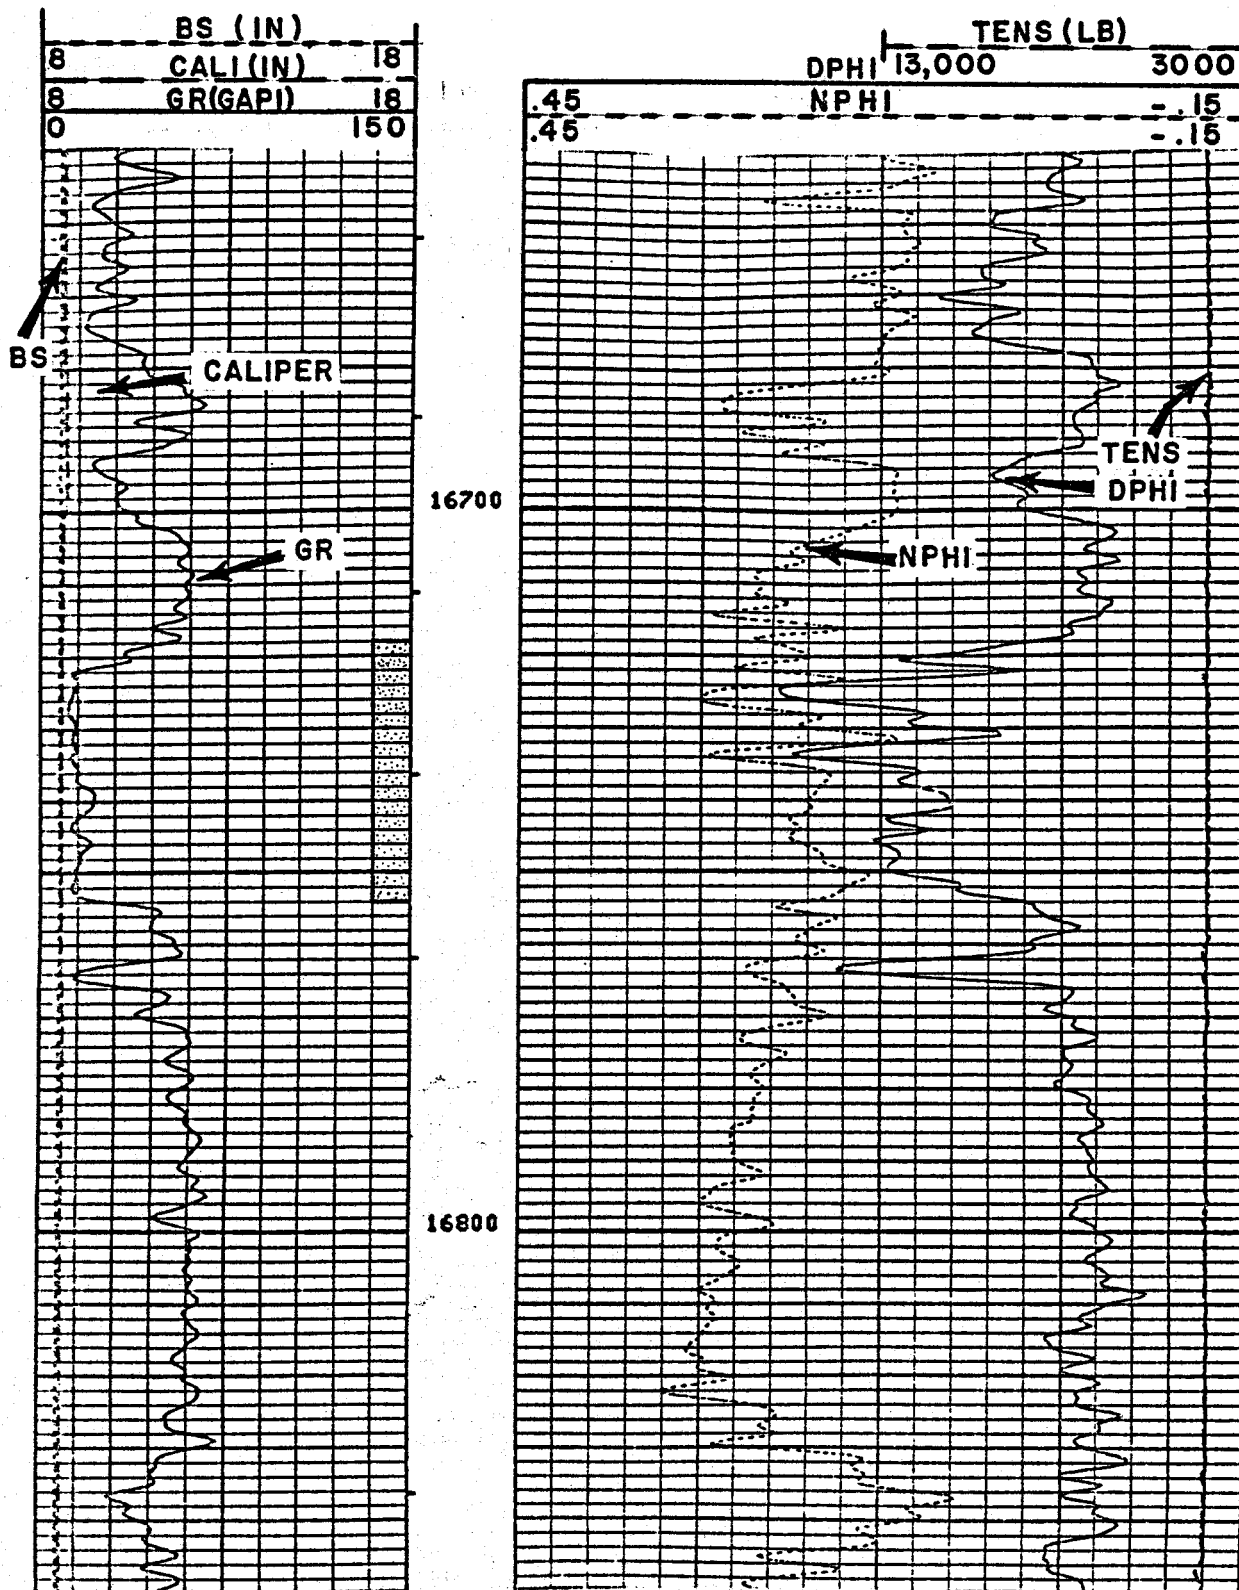 BS (IN)
8 18
CALI (IN)
8 GR(GAPI) 18
0 150
TENS (LB)
DPHI 13,000 3000
.45 NPHI -.15
.45 -.15
BS
CALIPER
TENS
DPHI
16700
GR
NPHI
16800